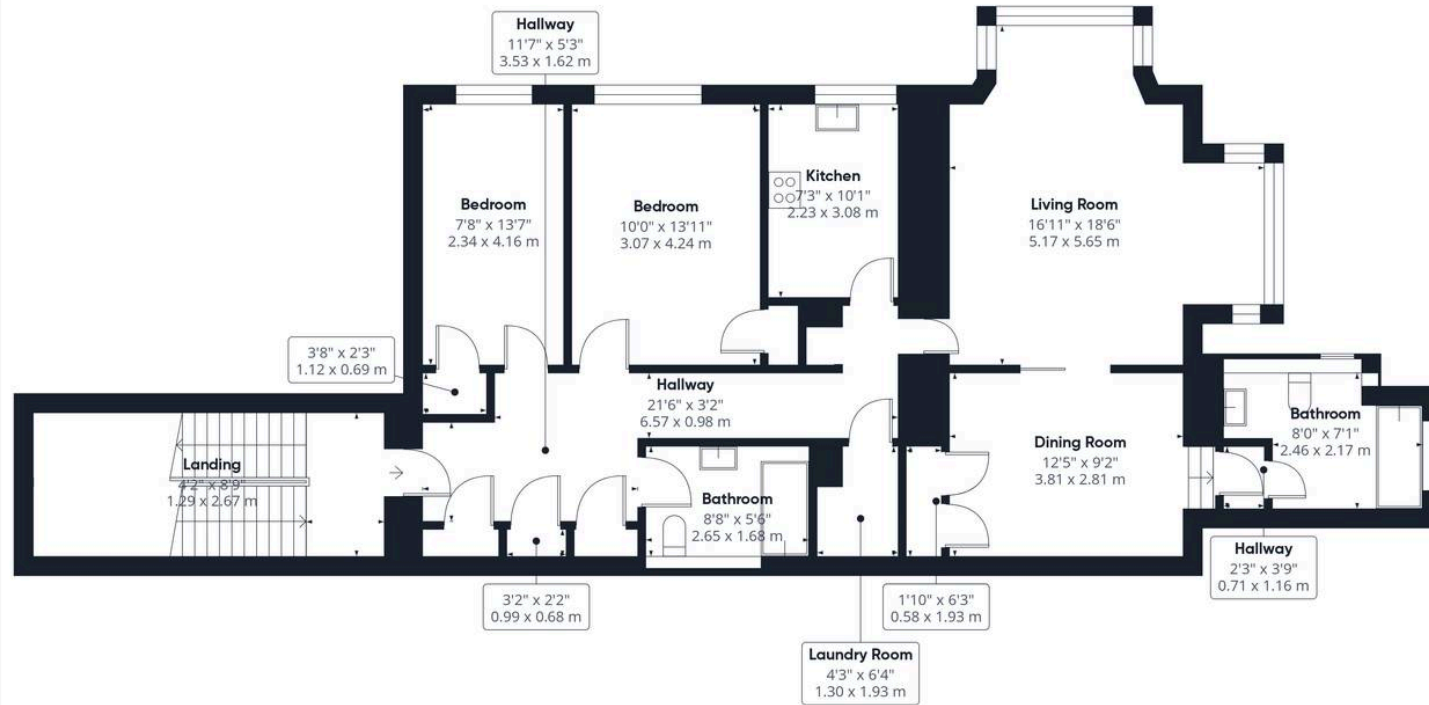 Hallway
11'7" x 5'3"
3.53 x 1.62 m
Bedroom
7'8" x 13'7"
2.34 x 4.16 m
Bedroom
10'0" x 13'11"
3.07 x 4.24 m
Kitchen
7'3" x 10'1"
2.23 x 3.08 m
Living Room
16'11" x 18'6"
5.17 x 5.65 m
3'8" x 2'3"
1.12 x 0.69 m
Hallway
21'6" x 3'2"
6.57 x 0.98 m
Landing
4'2" x 8'9"
1.29 x 2.67 m
Bathroom
8'8" x 5'6"
2.65 x 1.68 m
Dining Room
12'5" x 9'2"
3.81 x 2.81 m
Bathroom
8'0" x 7'1"
2.46 x 2.17 m
Hallway
2'3" x 3'9"
0.71 x 1.16 m
3'2" x 2'2"
0.99 x 0.68 m
1'10" x 6'3"
0.58 x 1.93 m
Laundry Room
4'3" x 6'4"
1.30 x 1.93 m